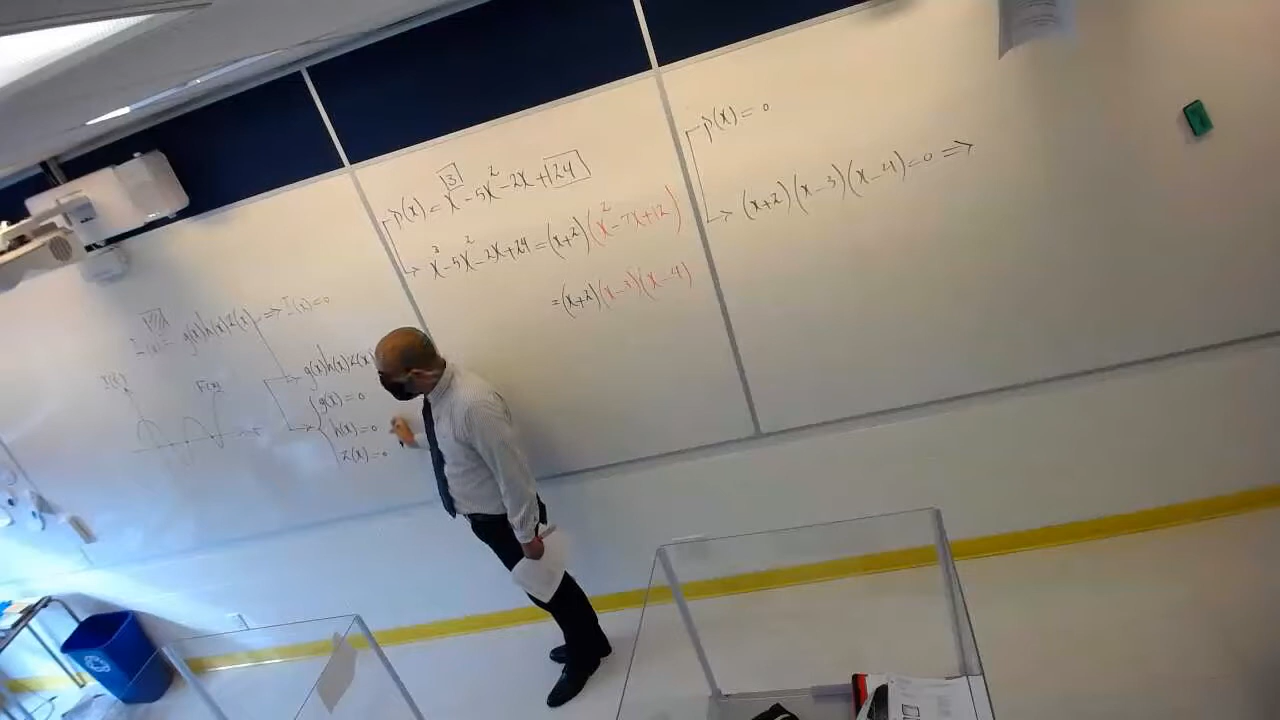 I(x) = g(x)h(x)Z(x) => I(x)=0
F(x)
g(x)h(x)Z(x)
g(x)=0
h(x)=0
Z(x)=0
p(x)=x³-5x²-2x+24
x³-5x²-2x+24=(x+2)(x²-7x+12)
=(x+2)(x-3)(x-4)
p(x)=0
→ (x+2)(x-3)(x-4)=0 ⇒